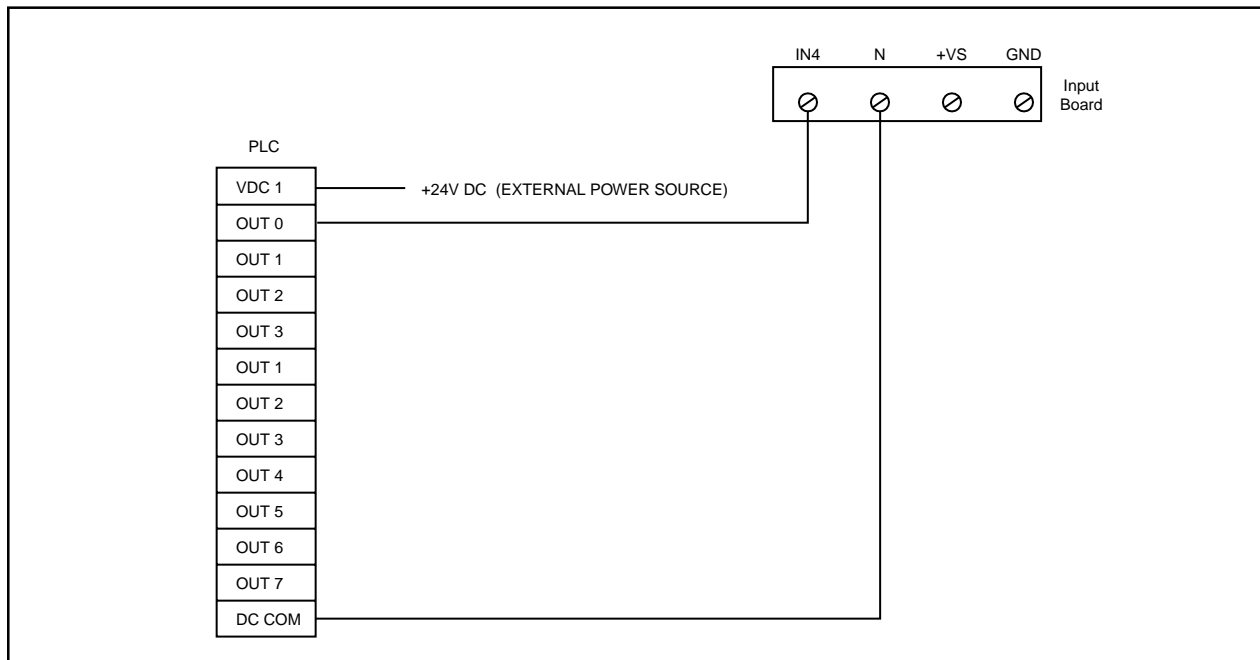 IN4 N +VS GND
Input
Board
PLC
VDC 1
+24V DC (EXTERNAL POWER SOURCE)
OUT 0
OUT 1
OUT 2
OUT 3
OUT 1
OUT 2
OUT 3
OUT 4
OUT 5
OUT 6
OUT 7
DC COM